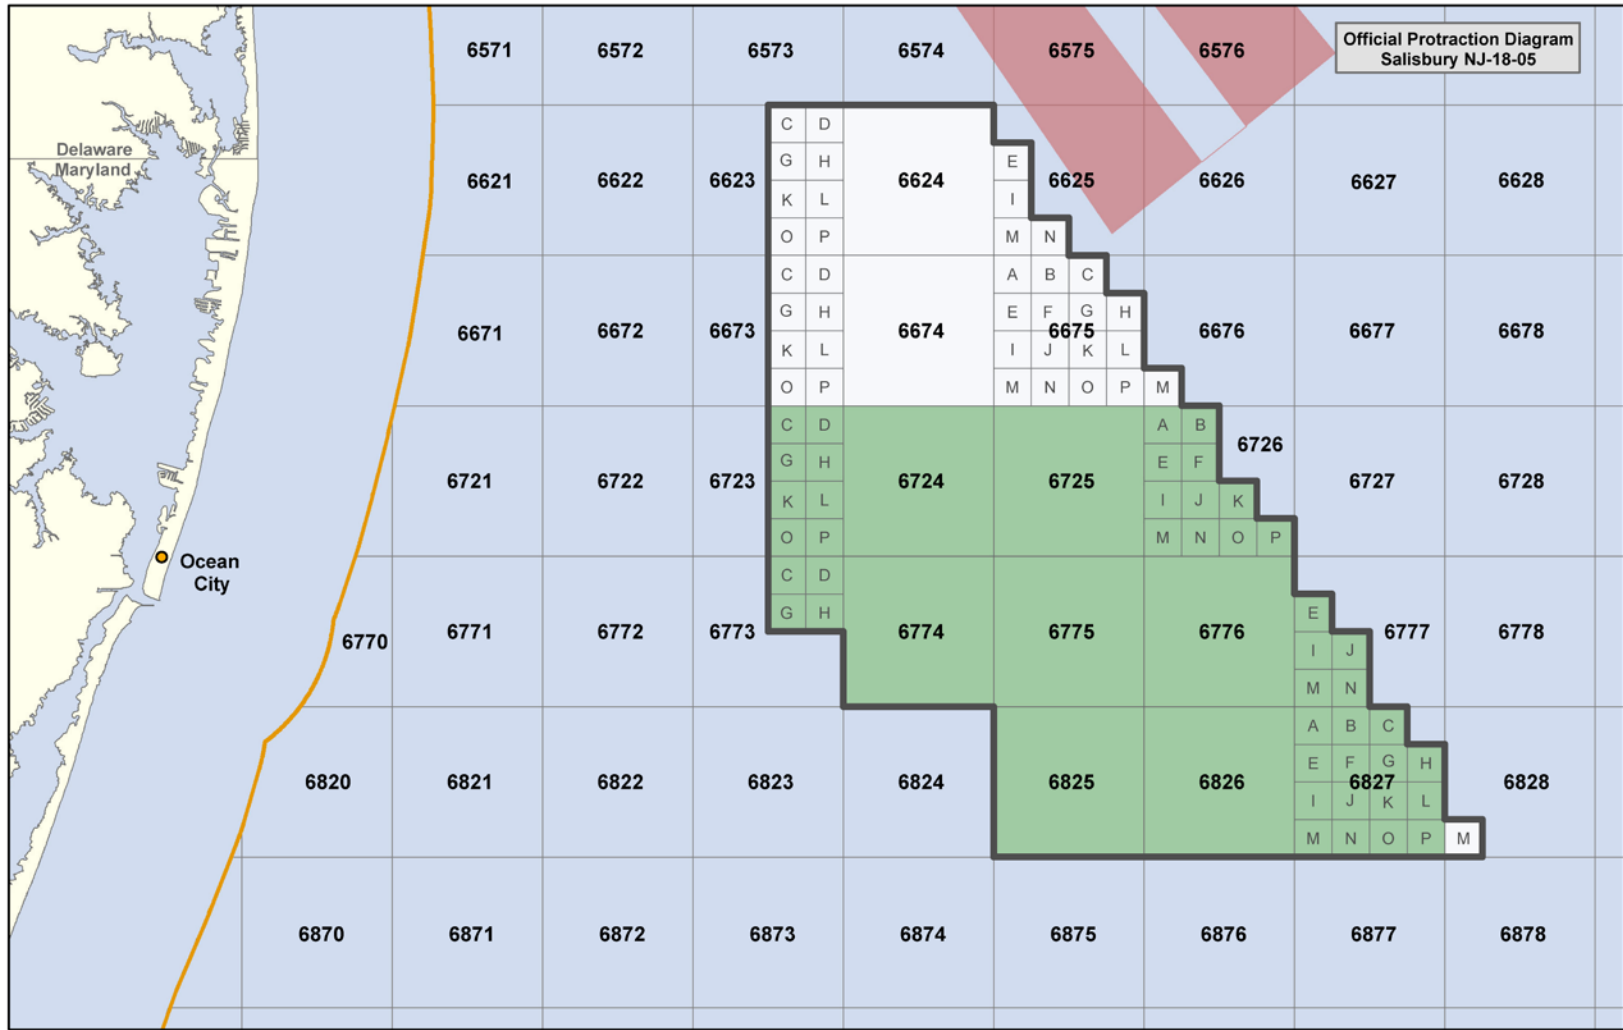 6571 6572 6573 6574 6575 6576
Official Protraction Diagram
Salisbury NJ-18-05
C D
Delaware
Maryland
G H E
6621 6622 6623 6624 6625 6626 6627 6628
K L I
O P M N
C D A B C
G H E F G H
6671 6672 6673 6674 6675 6676 6677 6678
K L I J K L
O P M N O P M
C D A B
6726
G H E F
6721 6722 6723 6724 6725 6727 6728
K L I J K
O P M N O P
Ocean
City
C D
G H E
6770 6771 6772 6773 6774 6775 6776 6777 6778
I J
M N
A B C
E F G H
6820 6821 6822 6823 6824 6825 6826 6827 6828
I J K L
M N O P M
6870 6871 6872 6873 6874 6875 6876 6877 6878